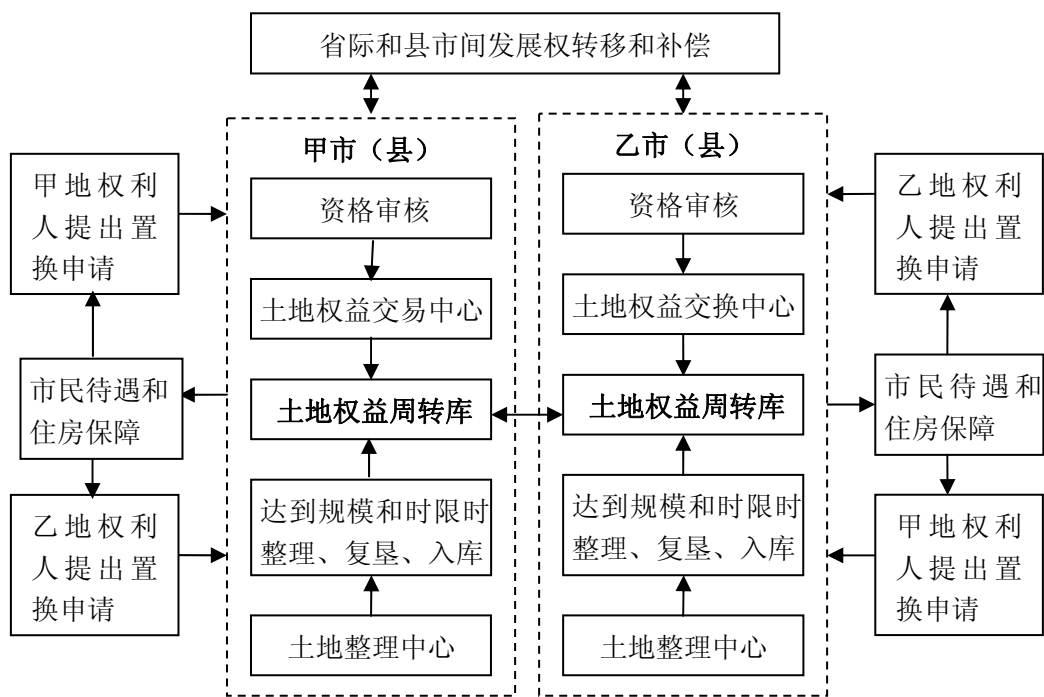 省际和县市间发展权转移和补偿
甲市（县）
资格审核
土地权益交易中心
土地权益周转库
达到规模和时限时
整理、复垦、入库
土地整理中心
乙市（县）
资格审核
土地权益交换中心
土地权益周转库
达到规模和时限时
整理、复垦、入库
土地整理中心
甲地权利
人提出置
换申请
市民待遇和
住房保障
乙地权利
人提出置
换申请
乙地权利
人提出置
换申请
市民待遇和
住房保障
甲地权利
人提出置
换申请